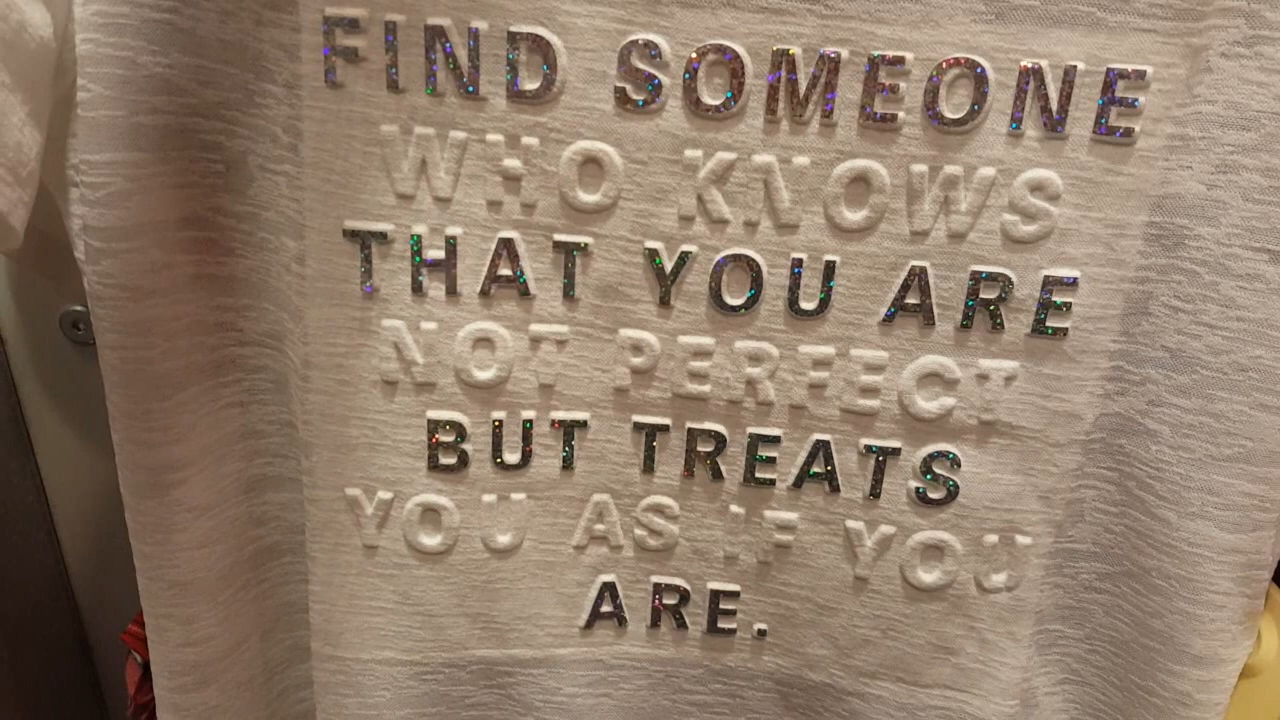 FIND SOMEONE
WHO KNOWS
THAT YOU ARE
NOT PERFECT
BUT TREATS
YOU AS IF YOU
ARE.